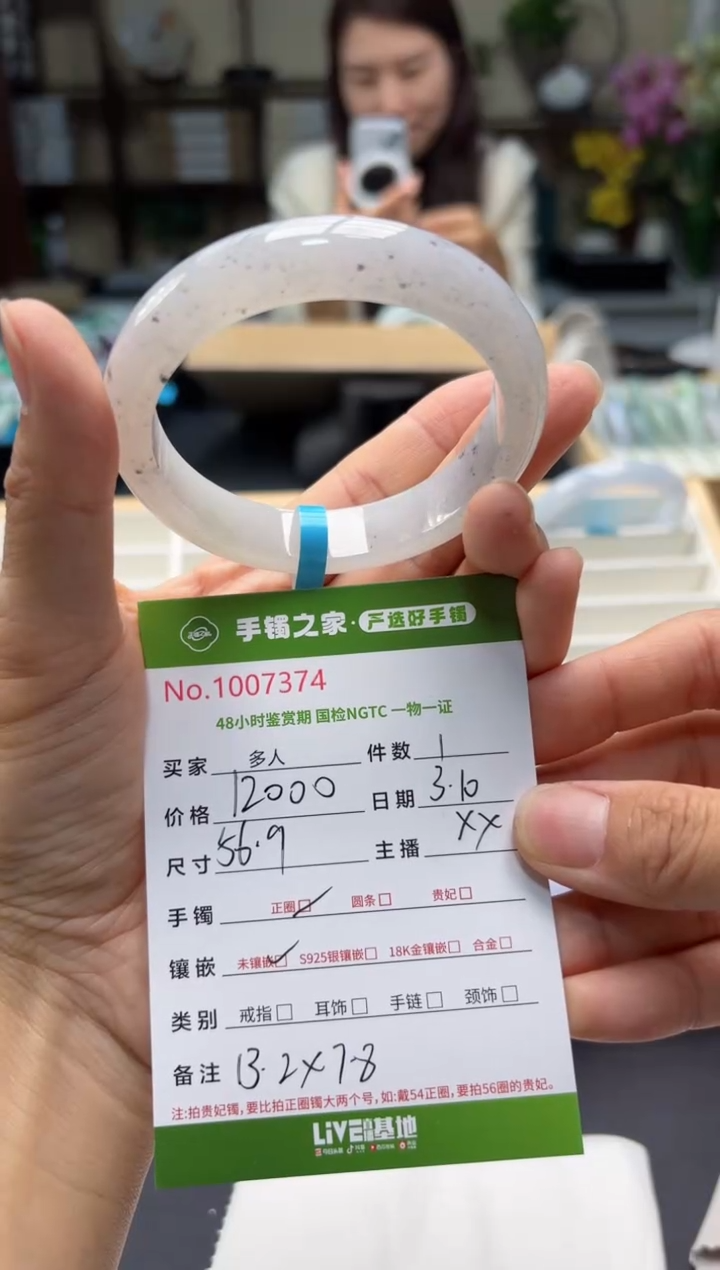 手镯之家·严选好手镯
No.1007374
48小时鉴赏期 国检NGTC 一物一证
买家 多人 件数 1
价格 12000 日期 3.10
尺寸 56.9 主播 XX
手镯 正圈 圆条 贵妃
镶嵌 未镶嵌 S925银镶嵌 18K金镶嵌 合金
类别 戒指 耳饰 手链 颈饰
备注 13.2X7.8
注:拍贵妃镯,要比拍正圈镯大两个号,如:戴54正圈,要拍56圈的贵妃。
LIVE 基地